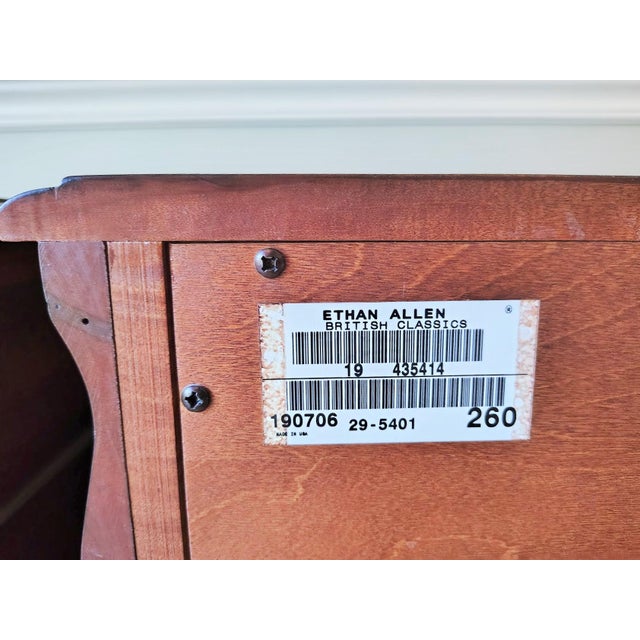 ETHAN ALLEN ®
BRITISH CLASSICS
19 435414
190706 29-5401 260
MADE IN USA